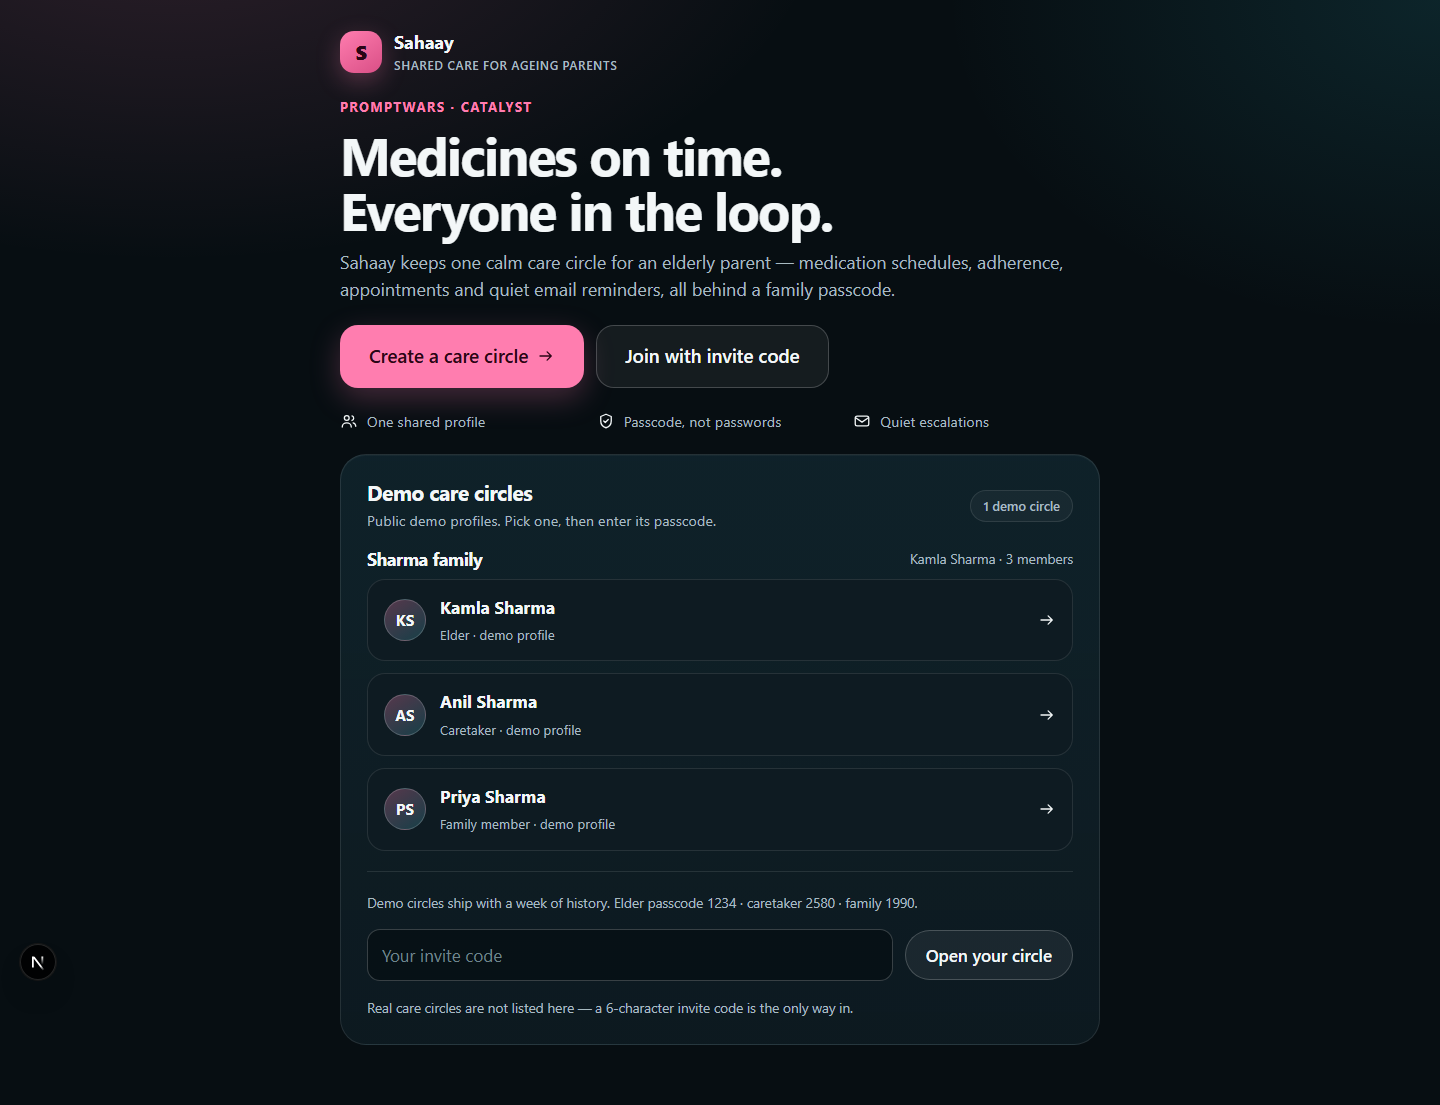 S
Sahaay
SHARED CARE FOR AGEING PARENTS
PROMPTWARS · CATALYST
Medicines on time.
Everyone in the loop.
Sahaay keeps one calm care circle for an elderly parent — medication schedules, adherence,
appointments and quiet email reminders, all behind a family passcode.
Create a care circle →
Join with invite code
One shared profile
Passcode, not passwords
Quiet escalations
Demo care circles
Public demo profiles. Pick one, then enter its passcode.
1 demo circle
Sharma family
Kamla Sharma · 3 members
KS
Kamla Sharma
Elder · demo profile
AS
Anil Sharma
Caretaker · demo profile
PS
Priya Sharma
Family member · demo profile
Demo circles ship with a week of history. Elder passcode 1234 · caretaker 2580 · family 1990.
Your invite code
Open your circle
Real care circles are not listed here — a 6-character invite code is the only way in.
N